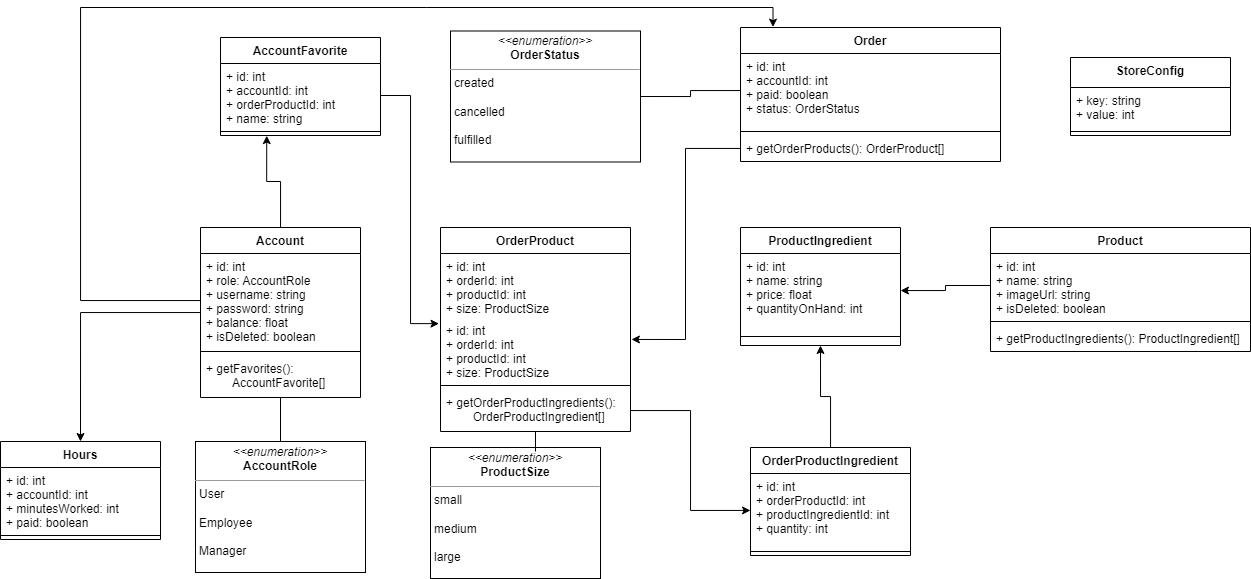 AccountFavorite
+ id: int
+ accountId: int
+ orderProductId: int
+ name: string
<<enumeration>>
OrderStatus
created
cancelled
fulfilled
Order
+ id: int
+ accountId: int
+ paid: boolean
+ status: OrderStatus
+ getOrderProducts(): OrderProduct[]
StoreConfig
+ key: string
+ value: int
Account
+ id: int
+ role: AccountRole
+ username: string
+ password: string
+ balance: float
+ isDeleted: boolean
+ getFavorites():
AccountFavorite[]
OrderProduct
+ id: int
+ orderId: int
+ productId: int
+ size: ProductSize
+ id: int
+ orderId: int
+ productId: int
+ size: ProductSize
+ getOrderProductIngredients():
OrderProductIngredient[]
ProductIngredient
+ id: int
+ name: string
+ price: float
+ quantityOnHand: int
Product
+ id: int
+ name: string
+ imageUrl: string
+ isDeleted: boolean
+ getProductIngredients(): ProductIngredient[]
Hours
+ id: int
+ accountId: int
+ minutesWorked: int
+ paid: boolean
<<enumeration>>
AccountRole
User
Employee
Manager
<<enumeration>>
ProductSize
small
medium
large
OrderProductIngredient
+ id: int
+ orderProductId: int
+ productIngredientId: int
+ quantity: int